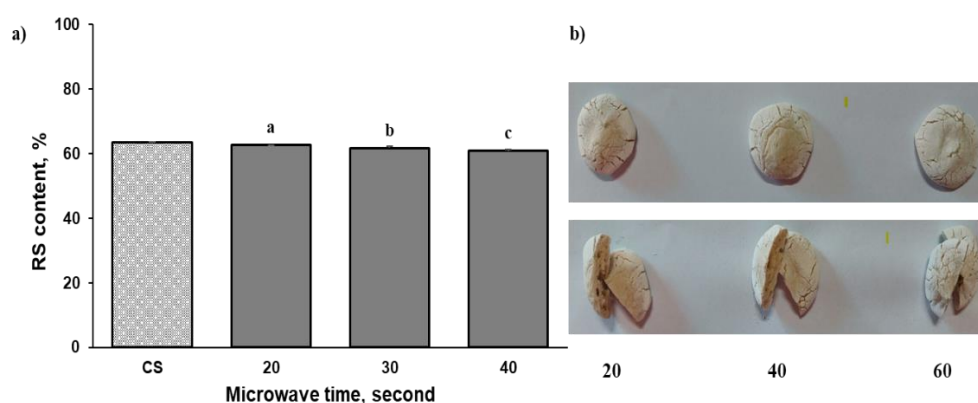 a)
RS content, %
100
80
60
40
20
0
a
b
c
CS 20 30 40
Microwave time, second
b)
20 40 60